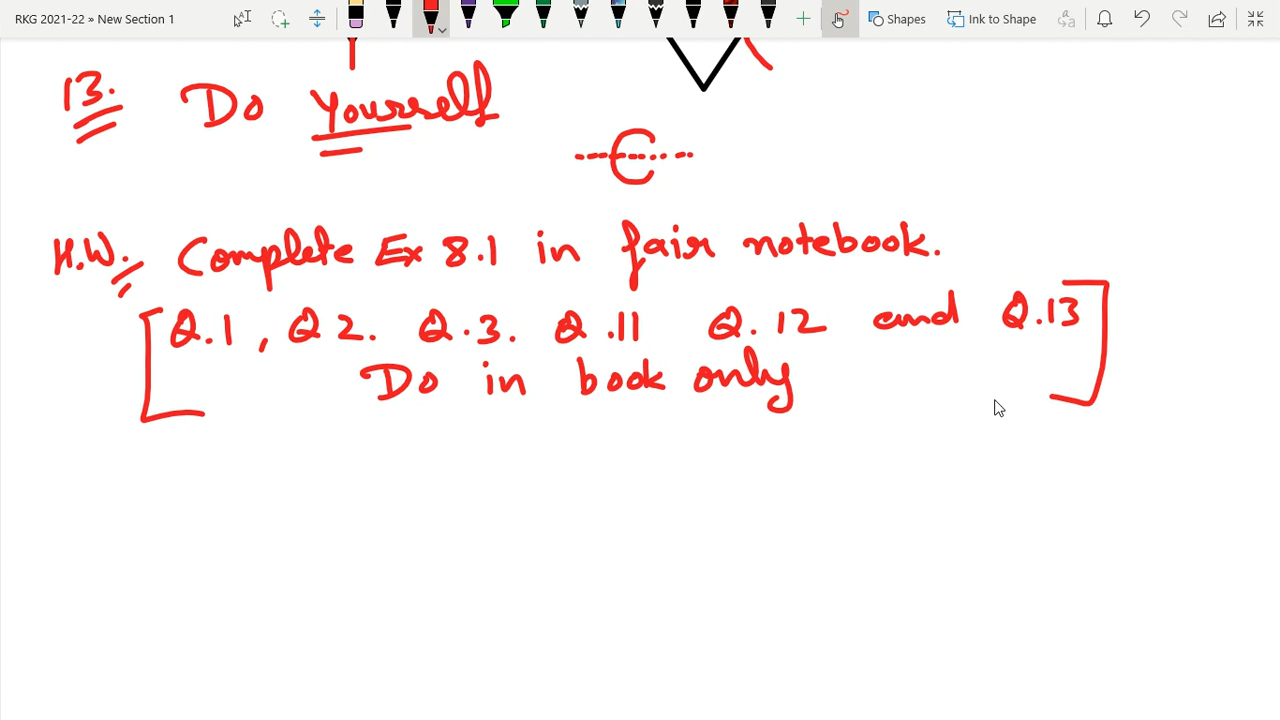 RKG 2021-22 » New Section 1
Shapes
Ink to Shape
13. Do Yourself
C
H.W. Complete Ex 8.1 in fair notebook.
Q.1, Q 2. Q.3. Q.11 Q.12 and Q.13
Do in book only